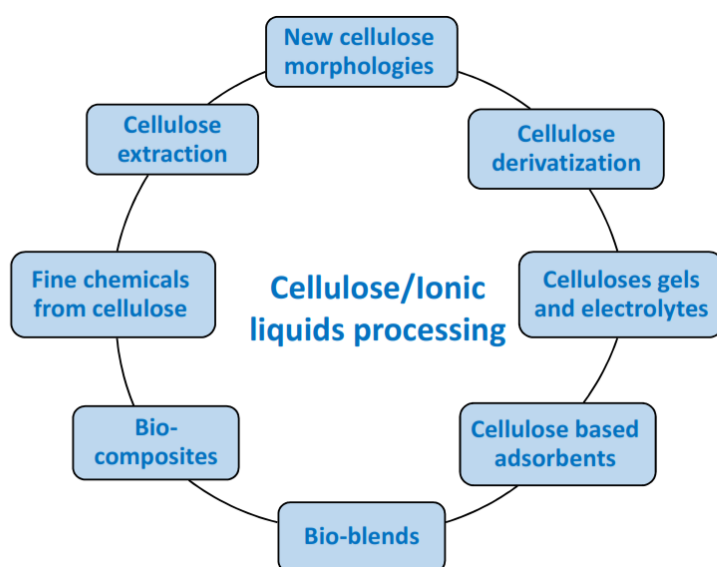 New cellulose
morphologies
Cellulose
extraction
Cellulose
derivatization
Fine chemicals
from cellulose
Cellulose/Ionic
liquids processing
Celluloses gels
and electrolytes
Bio-
composites
Cellulose based
adsorbents
Bio-blends